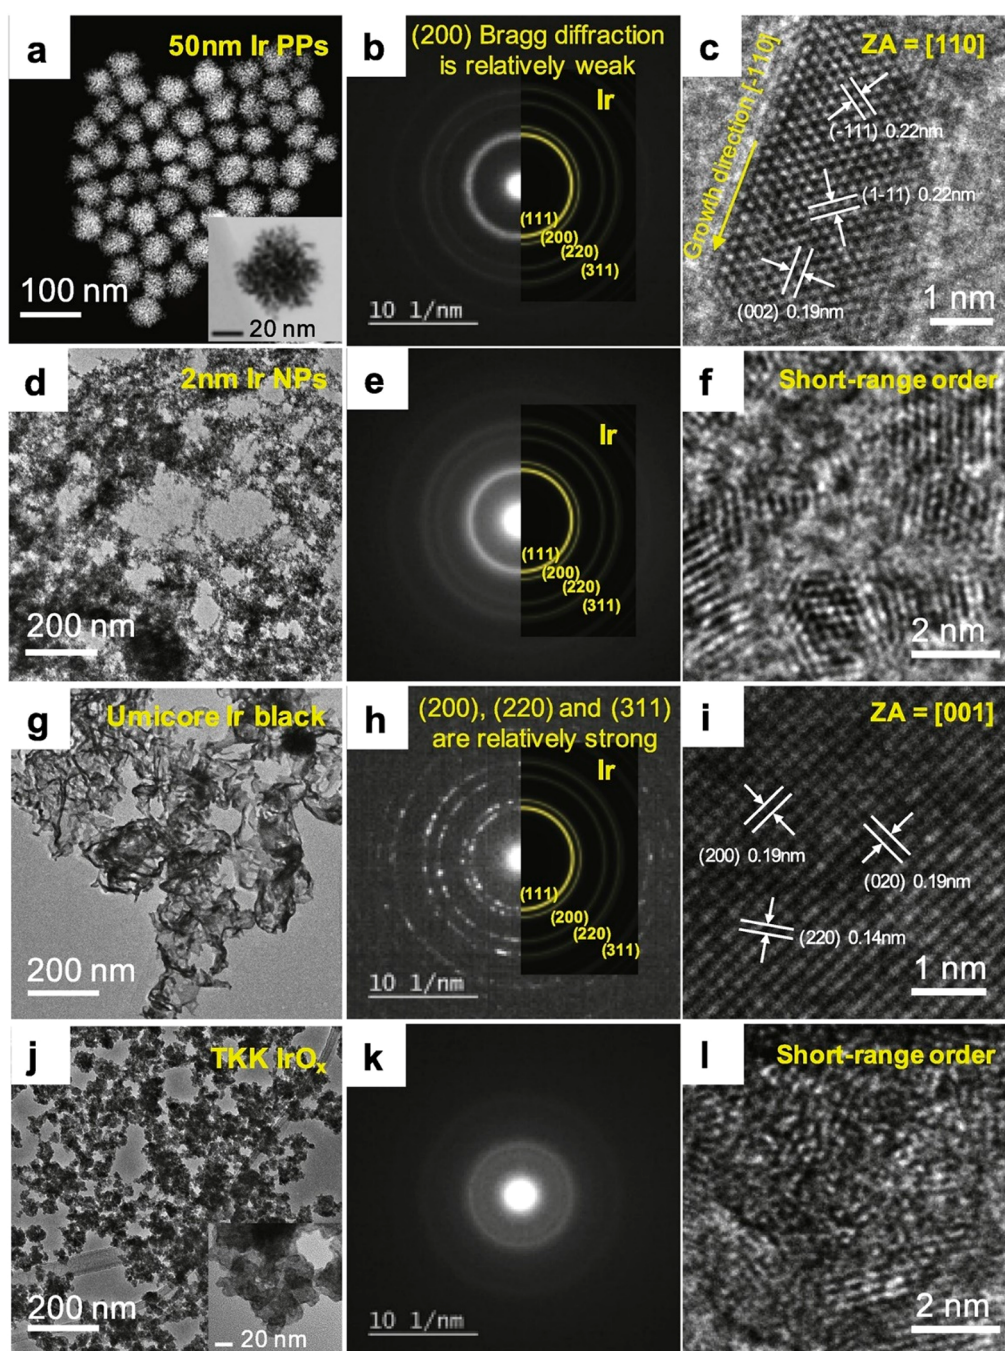 a
50nm Ir PPs
100 nm
20 nm
b
(200) Bragg diffraction
is relatively weak
Ir
(111)
(200)
(220)
(311)
10 1/nm
c
ZA = [110]
Growth direction [-110]
(-111) 0.22nm
(1-11) 0.22nm
(002) 0.19nm
1 nm
d
2nm Ir NPs
200 nm
e
Ir
(111)
(200)
(220)
(311)
f
Short-range order
2 nm
g
Umicore Ir black
200 nm
h
(200), (220) and (311)
are relatively strong
Ir
(111)
(200)
(220)
(311)
10 1/nm
i
ZA = [001]
(200) 0.19nm
(020) 0.19nm
(220) 0.14nm
1 nm
j
TKK IrOₓ
200 nm
20 nm
k
10 1/nm
l
Short-range order
2 nm